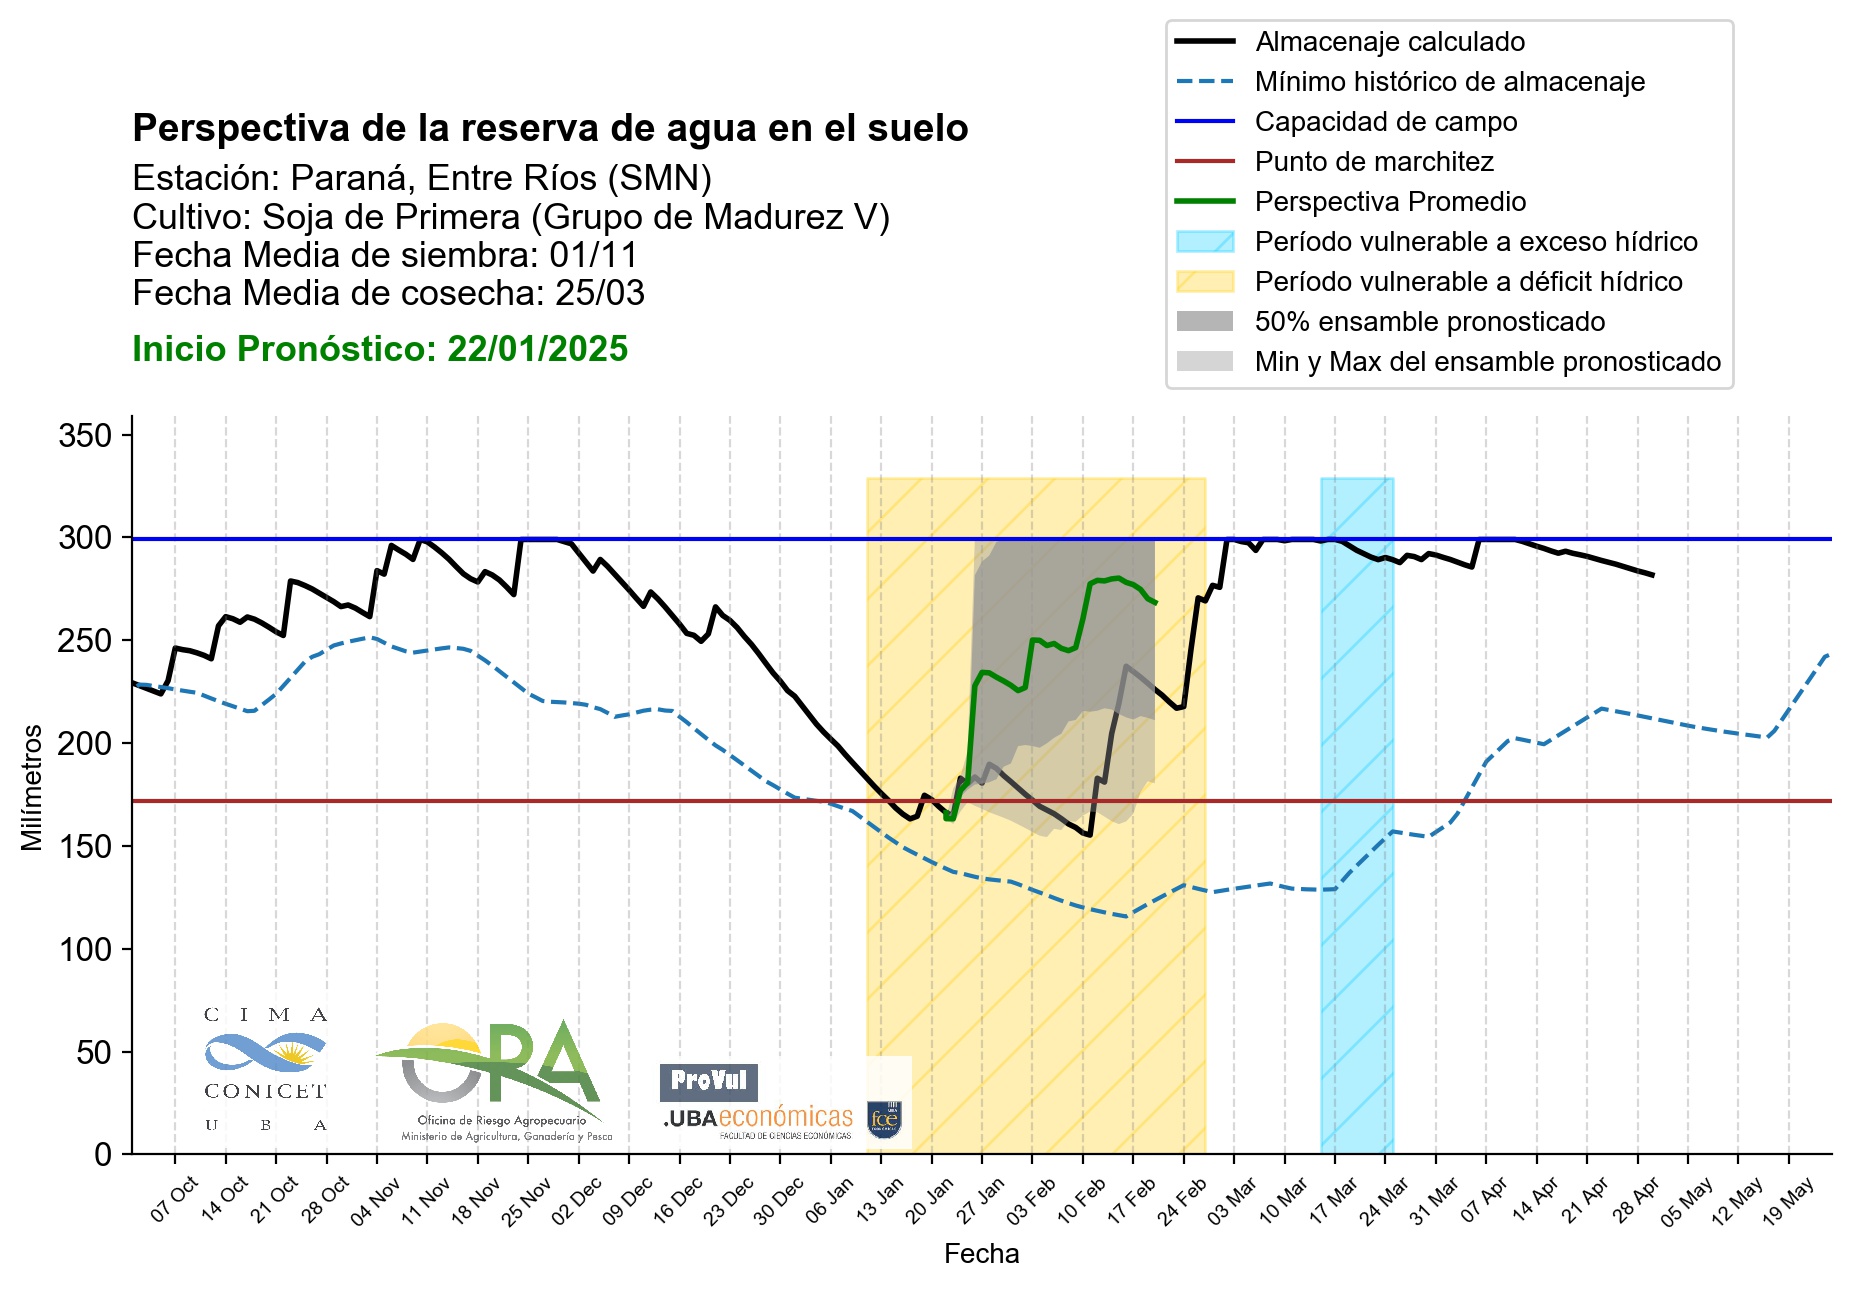 Almacenaje calculado
Mínimo histórico de almacenaje
Capacidad de campo
Punto de marchitez
Perspectiva Promedio
Período vulnerable a exceso hídrico
Período vulnerable a déficit hídrico
50% ensamble pronosticado
Min y Max del ensamble pronosticado
Perspectiva de la reserva de agua en el suelo
Estación: Paraná, Entre Ríos (SMN)
Cultivo: Soja de Primera (Grupo de Madurez V)
Fecha Media de siembra: 01/11
Fecha Media de cosecha: 25/03
Inicio Pronóstico: 22/01/2025
Milímetros
350
300
250
200
150
100
50
0
CIMA
CONICET
UBA
ORA
Oficina de Riesgo Agropecuario
Ministerio de Agricultura, Ganadería y Pesca
ProVul
.UBAeconómicas
FACULTAD DE CIENCIAS ECONÓMICAS
UBA
fce
07 Oct
14 Oct
21 Oct
28 Oct
04 Nov
11 Nov
18 Nov
25 Nov
02 Dec
09 Dec
16 Dec
23 Dec
30 Dec
06 Jan
13 Jan
20 Jan
27 Jan
03 Feb
10 Feb
17 Feb
24 Feb
03 Mar
10 Mar
17 Mar
24 Mar
31 Mar
07 Apr
14 Apr
21 Apr
28 Apr
05 May
12 May
19 May
Fecha